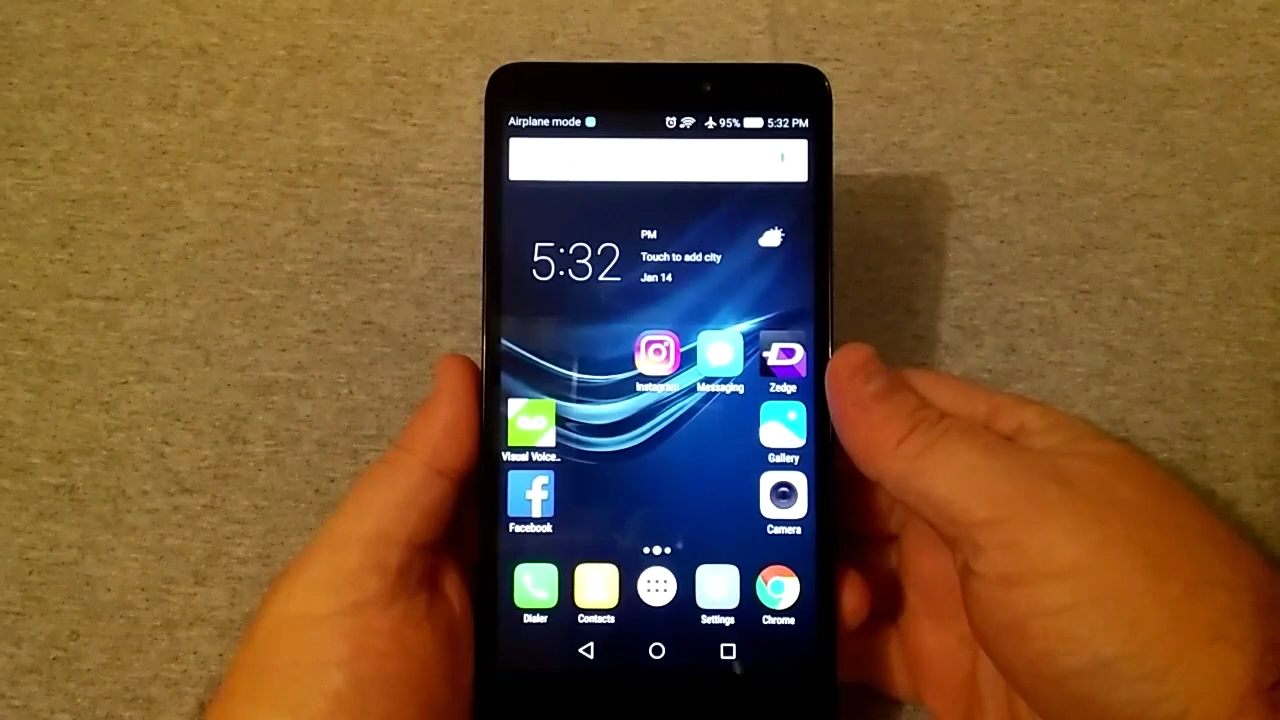 Airplane mode 95% 5:32 PM
5:32
PM
Touch to add city
Jan 14
Instagram Messaging Zedge
Visual Voice.. Gallery
Facebook Camera
Dialer Contacts Settings Chrome